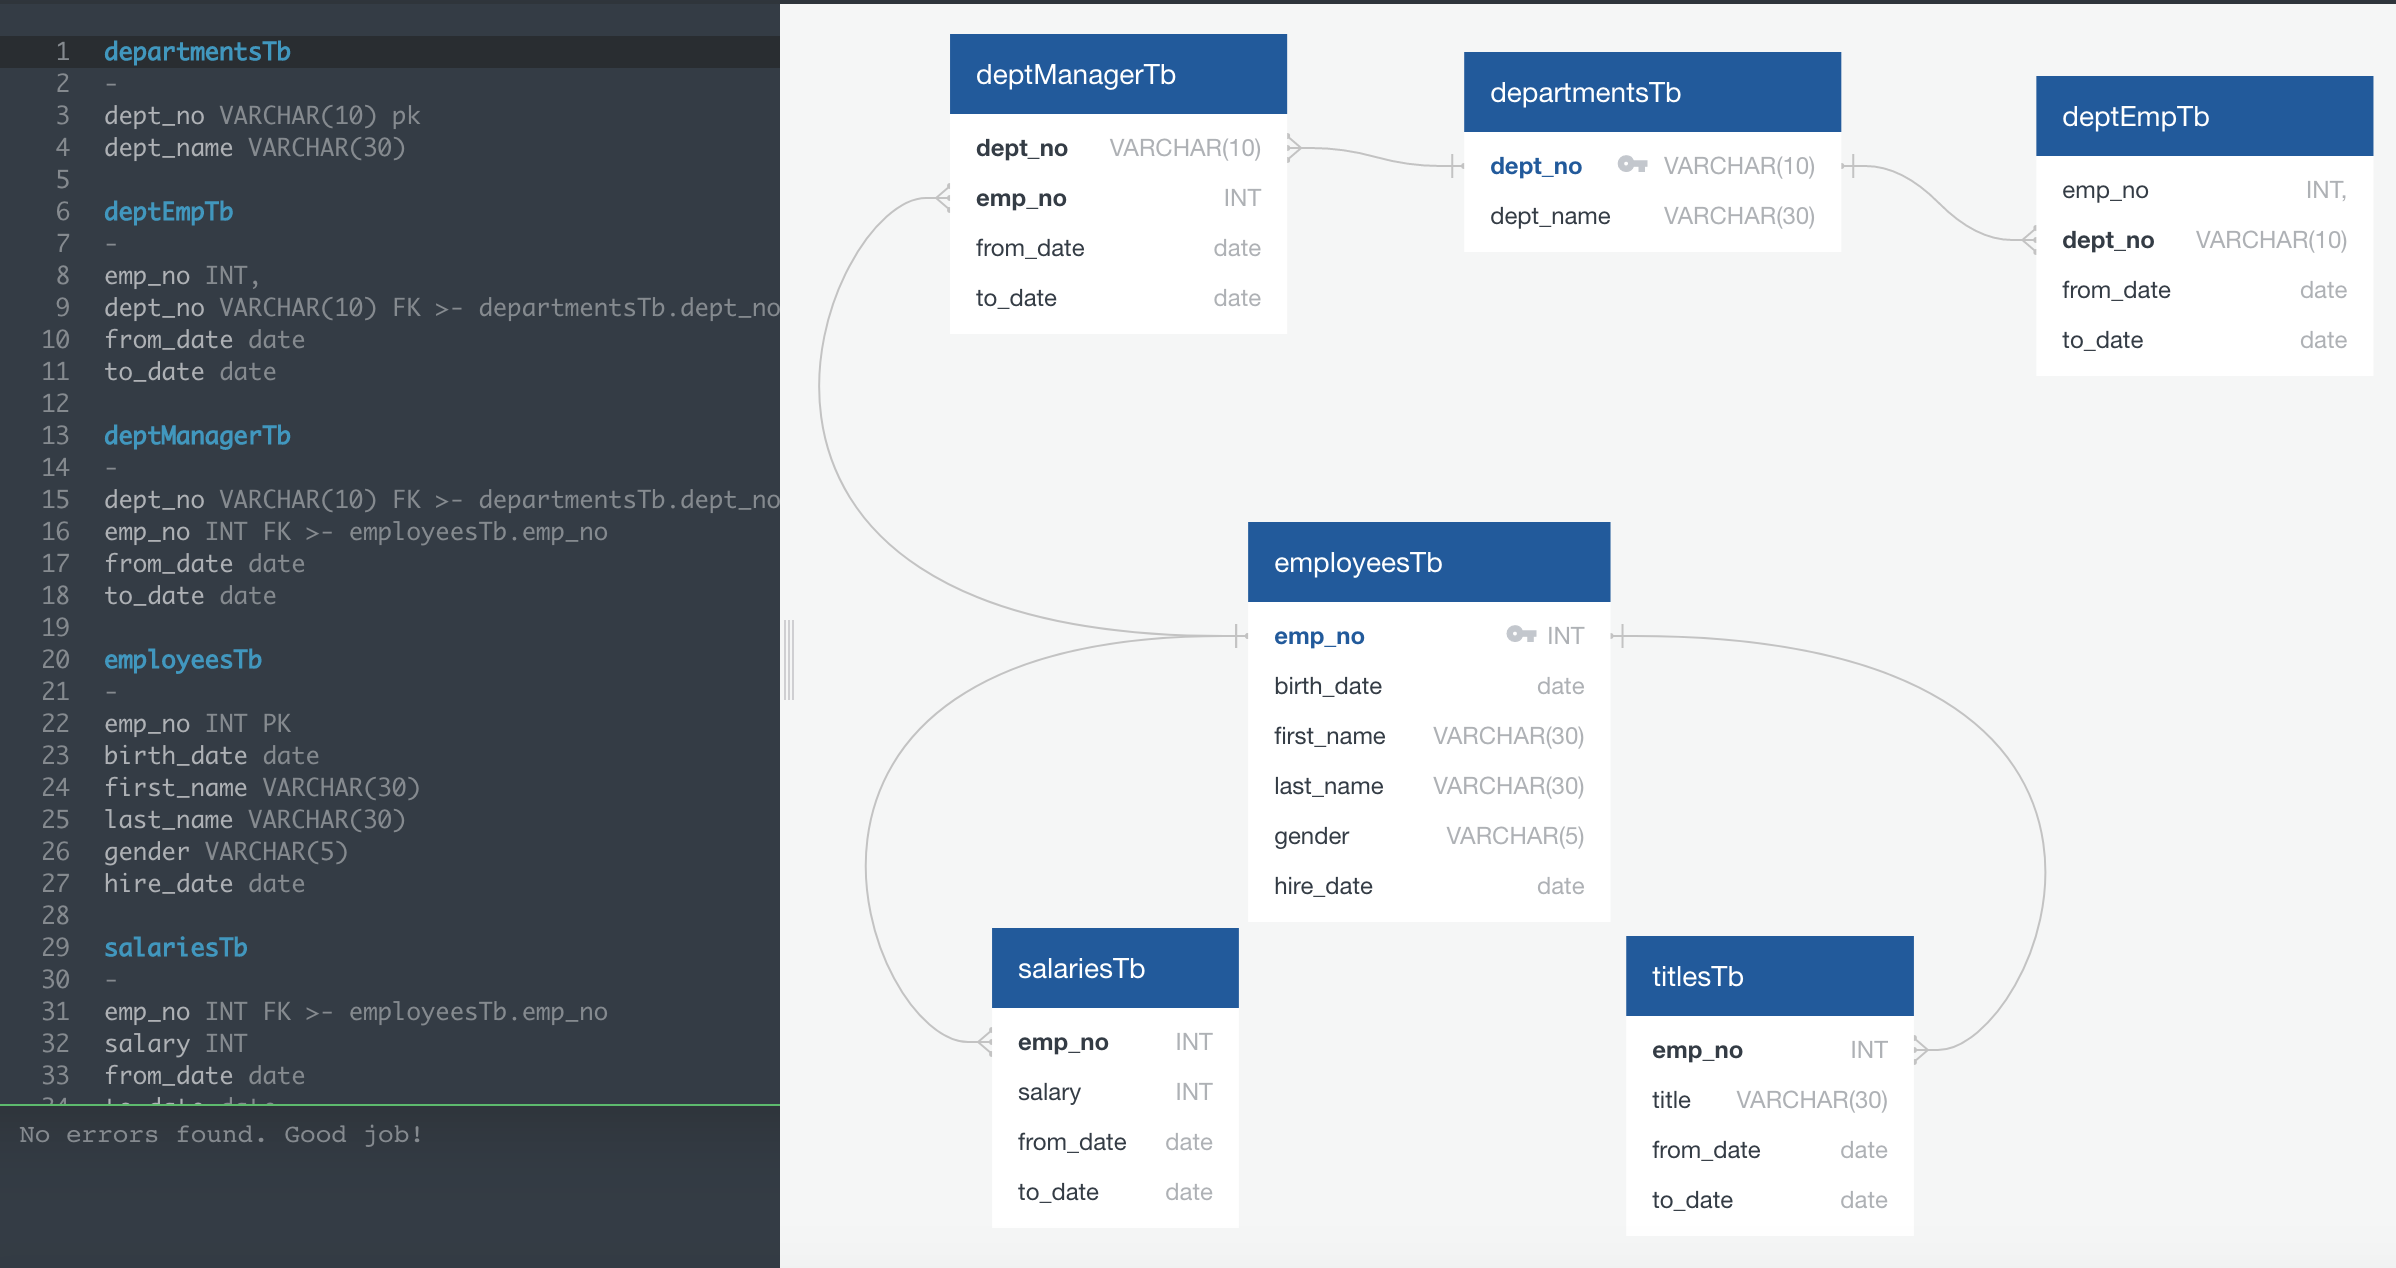 1 departmentsTb
2 -
3 dept_no VARCHAR(10) pk
4 dept_name VARCHAR(30)
5
6 deptEmpTb
7 -
8 emp_no INT,
9 dept_no VARCHAR(10) FK >- departmentsTb.dept_no
10 from_date date
11 to_date date
12
13 deptManagerTb
14 -
15 dept_no VARCHAR(10) FK >- departmentsTb.dept_no
16 emp_no INT FK >- employeesTb.emp_no
17 from_date date
18 to_date date
19
20 employeesTb
21 -
22 emp_no INT PK
23 birth_date date
24 first_name VARCHAR(30)
25 last_name VARCHAR(30)
26 gender VARCHAR(5)
27 hire_date date
28
29 salariesTb
30 -
31 emp_no INT FK >- employeesTb.emp_no
32 salary INT
33 from_date date
34 to_date date
No errors found. Good job!
deptManagerTb
dept_no VARCHAR(10)
emp_no INT
from_date date
to_date date
departmentsTb
dept_no VARCHAR(10)
dept_name VARCHAR(30)
deptEmpTb
emp_no INT,
dept_no VARCHAR(10)
from_date date
to_date date
employeesTb
emp_no INT
birth_date date
first_name VARCHAR(30)
last_name VARCHAR(30)
gender VARCHAR(5)
hire_date date
salariesTb
emp_no INT
salary INT
from_date date
to_date date
titlesTb
emp_no INT
title VARCHAR(30)
from_date date
to_date date